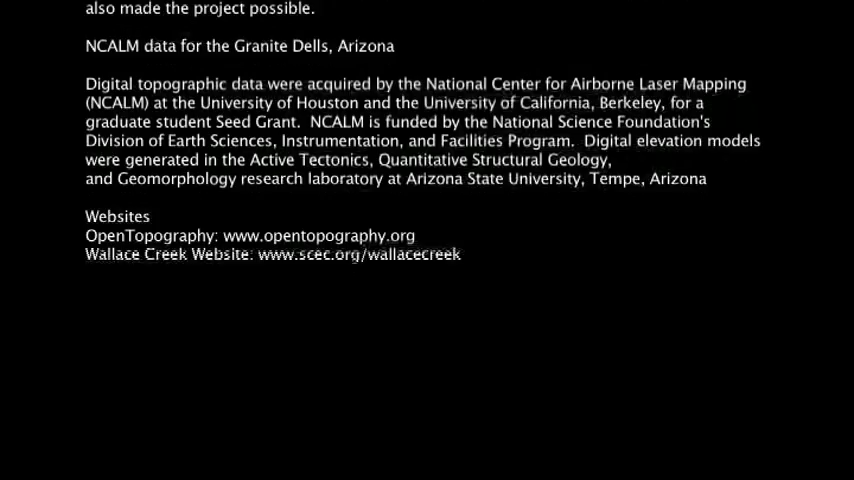 also made the project possible.
NCALM data for the Granite Dells, Arizona
Digital topographic data were acquired by the National Center for Airborne Laser Mapping
(NCALM) at the University of Houston and the University of California, Berkeley, for a
graduate student Seed Grant.  NCALM is funded by the National Science Foundation's
Division of Earth Sciences, Instrumentation, and Facilities Program.  Digital elevation models
were generated in the Active Tectonics, Quantitative Structural Geology,
and Geomorphology research laboratory at Arizona State University, Tempe, Arizona
Websites
OpenTopography: www.opentopography.org
Wallace Creek Website: www.scec.org/wallacecreek